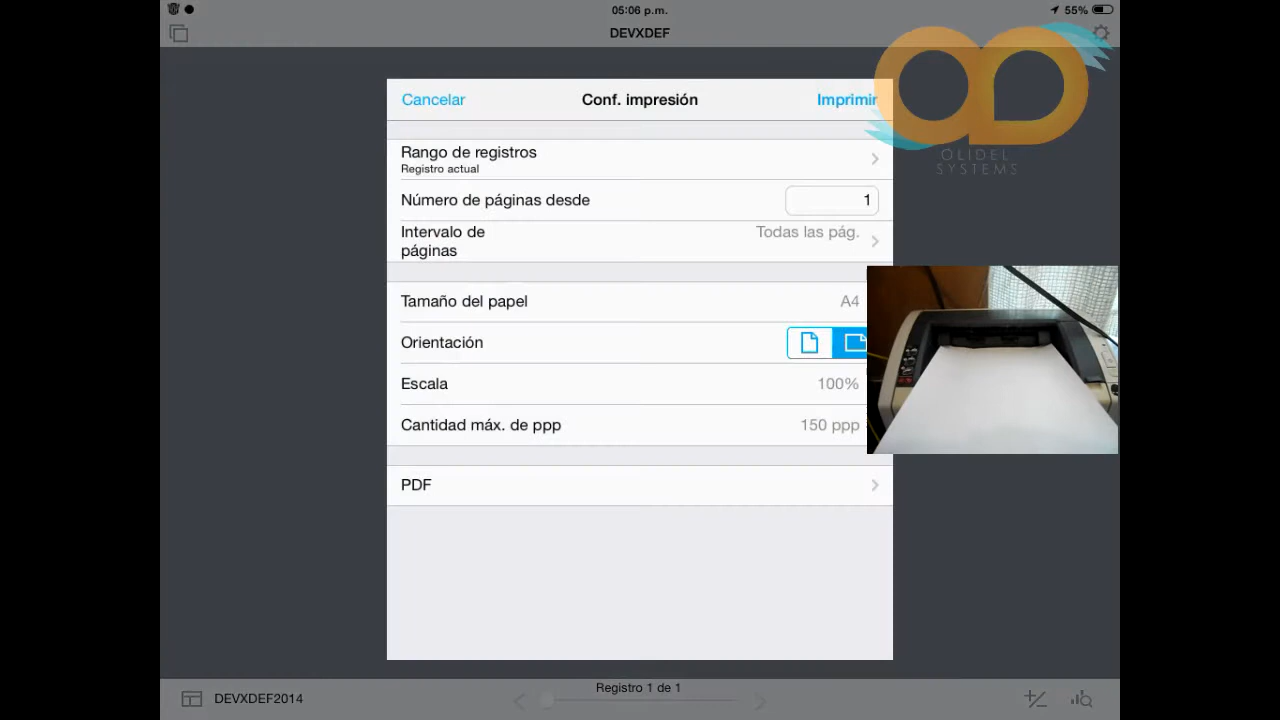 05:06 p.m.
55%
DEVXDEF
Cancelar
Conf. impresión
Imprimir
OLIDEL
SYSTEMS
Rango de registros
Registro actual
Número de páginas desde
1
Intervalo de
páginas
Todas las pág.
Tamaño del papel
A4
Orientación
Escala
100%
Cantidad máx. de ppp
150 ppp
PDF
DEVXDEF2014
Registro 1 de 1